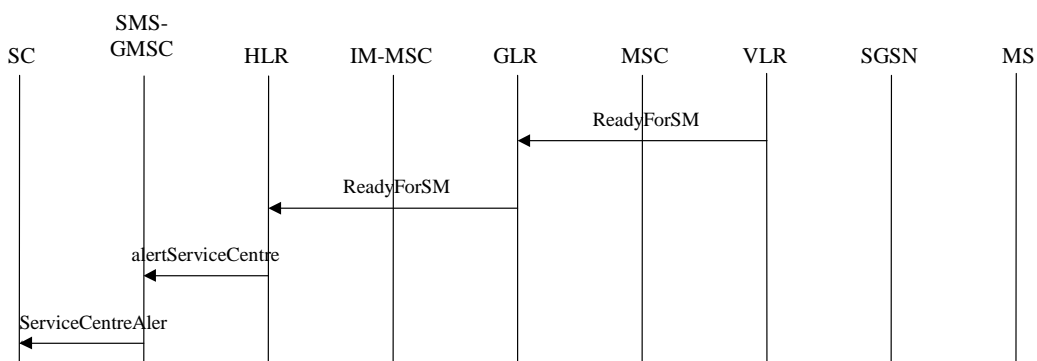 SMS-
GMSC
SC HLR IM-MSC GLR MSC VLR SGSN MS
ReadyForSM
ReadyForSM
alertServiceCentre
ServiceCentreAler